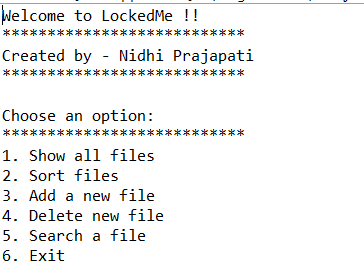 Welcome to LockedMe !!
***************************
Created by - Nidhi Prajapati
***************************
Choose an option:
***************************
1. Show all files
2. Sort files
3. Add a new file
4. Delete new file
5. Search a file
6. Exit